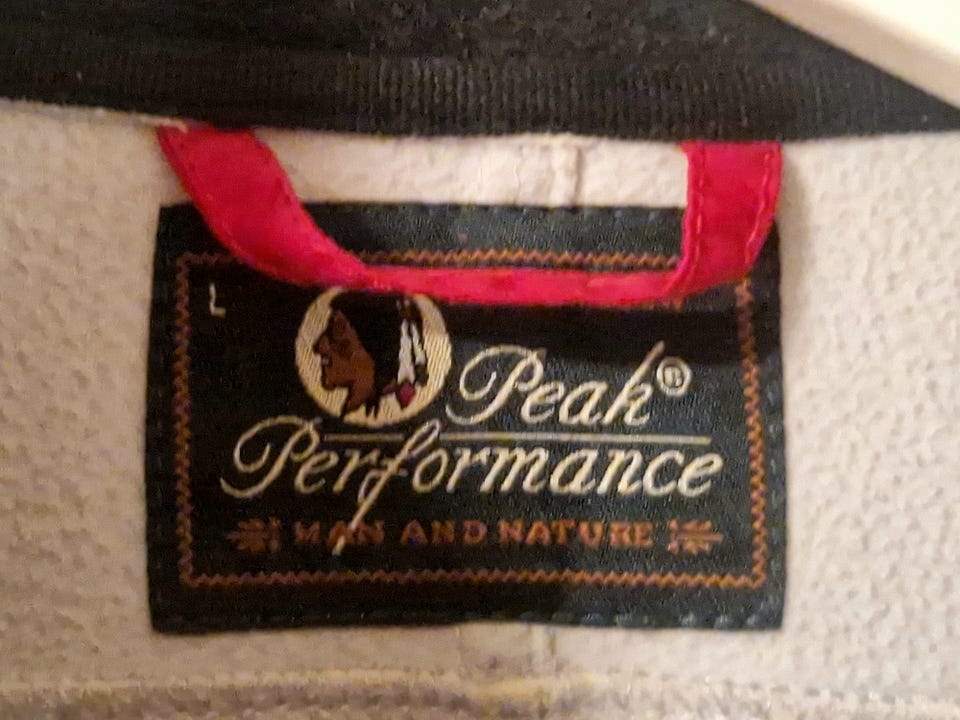 L
Peak®
Performance
MAN AND NATURE